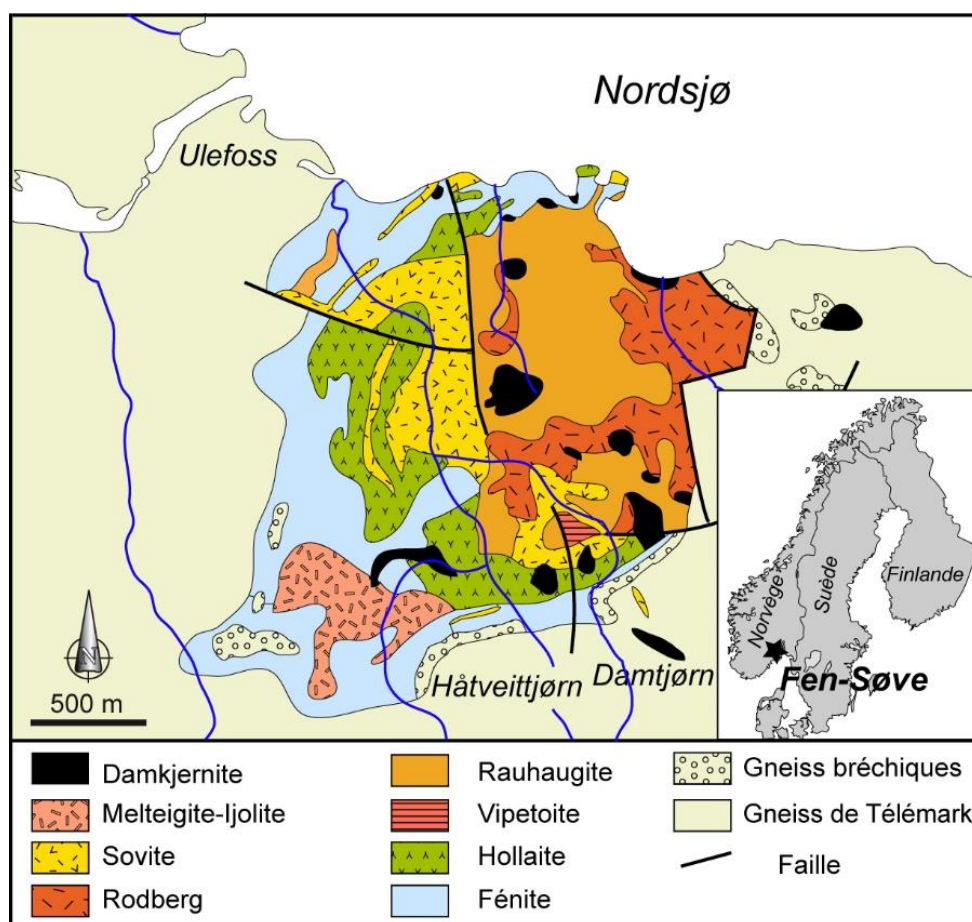 Nordsjø
Ulefoss
Håtveittjørn
Damtjørn
N
500 m
Norvège
Suède
Finlande
Fen-Søve
Damkjernite
Melteigite-Ijolite
Sovite
Rodberg
Rauhaugite
Vipetoite
Hollaite
Fénite
Gneiss bréchiques
Gneiss de Télémark
Faille